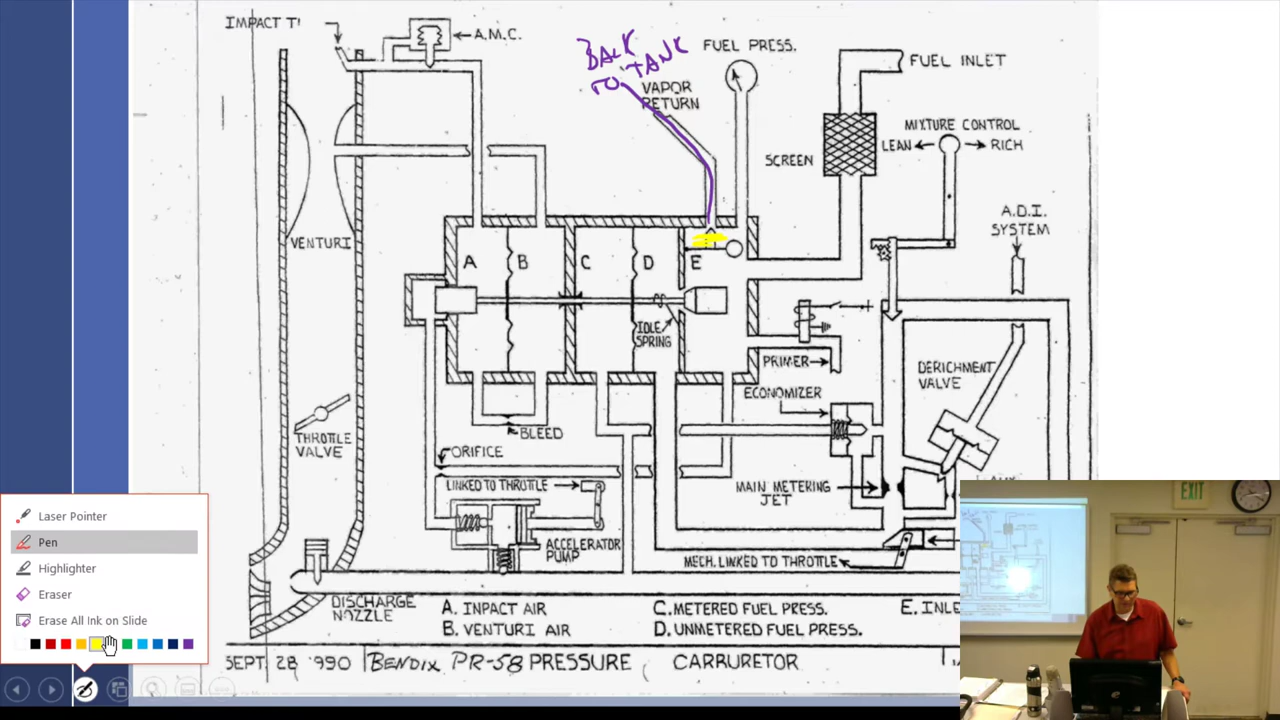 IMPACT T
A.M.C.
BACK
TO TANK
VAPOR
RETURN
FUEL PRESS.
FUEL INLET
MIXTURE CONTROL
LEAN RICH
SCREEN
A.D.I.
SYSTEM
VENTURI
A
B
C
D
E
IDLE
SPRING
PRIMER
DERICHMENT
VALVE
ECONOMIZER
THROTTLE
VALVE
BLEED
ORIFICE
LINKED TO THROTTLE
MAIN METERING
JET
ACCELERATOR
PUMP
MECH. LINKED TO THROTTLE
DISCHARGE
NOZZLE
A. INPACT AIR
B. VENTURI AIR
C. METERED FUEL PRESS.
D. UNMETERED FUEL PRESS.
E. INLE
SEPT. 28 990
BENDIX PR-58 PRESSURE CARRURETOR
Laser Pointer
Pen
Highlighter
Eraser
Erase All Ink on Slide
EXIT